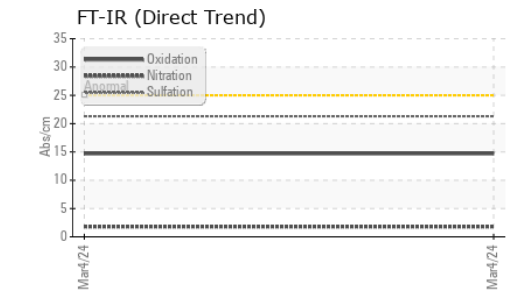 FT-IR (Direct Trend)
35
30
25
20
15
10
5
0
Abs/cm
Oxidation
Nitration
Sulfation
Abnormal
Mar4/24
Mar4/24